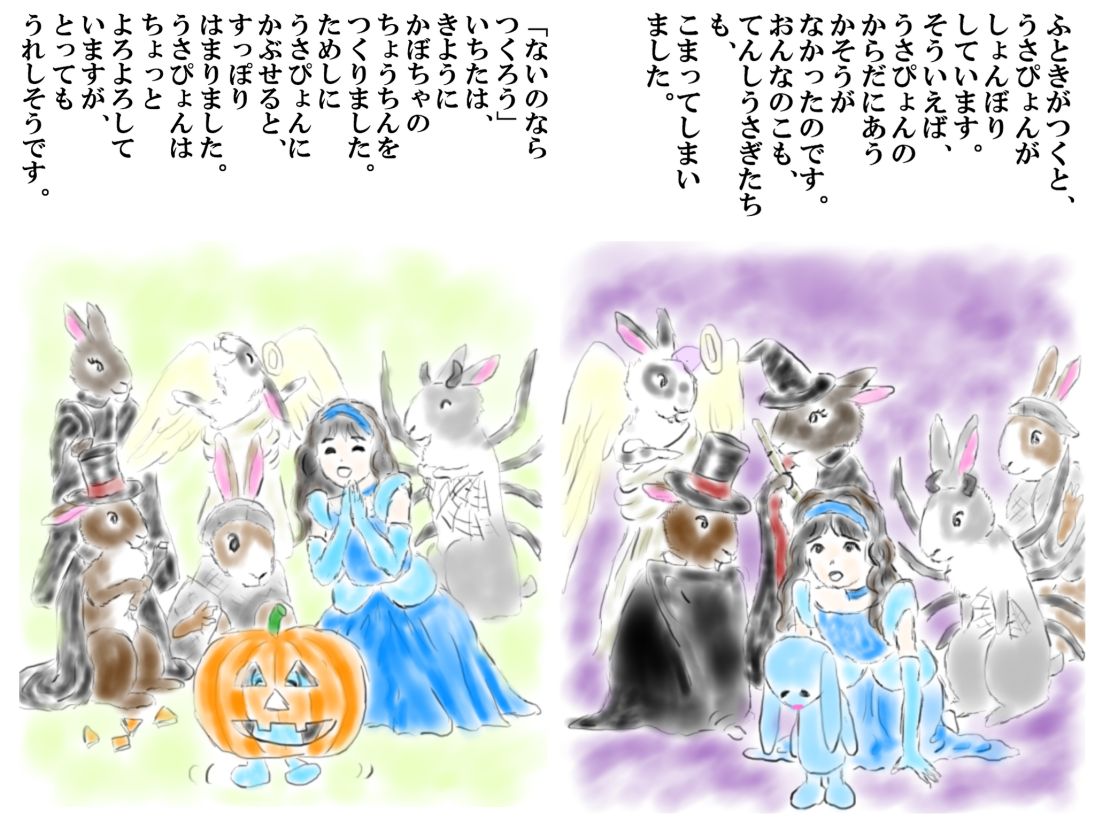 ふときがつくと、
うさぴょんが
しょんぼり
しています。
そういえば、
うさぴょんの
からだにあう
かそうが
なかったのです。
おんなのこも、
てんしうさぎたち
も、
こまってしまい
ました。
「ないのなら
つくろう」
いちたは、
きように
かぼちゃの
ちょうちんを
つくりました。
ためしに
うさぴょんに
かぶせると、
すっぽり
はまりました。
うさぴょんは
ちょっと
よろよろして
いますが、
とっても
うれしそうです。